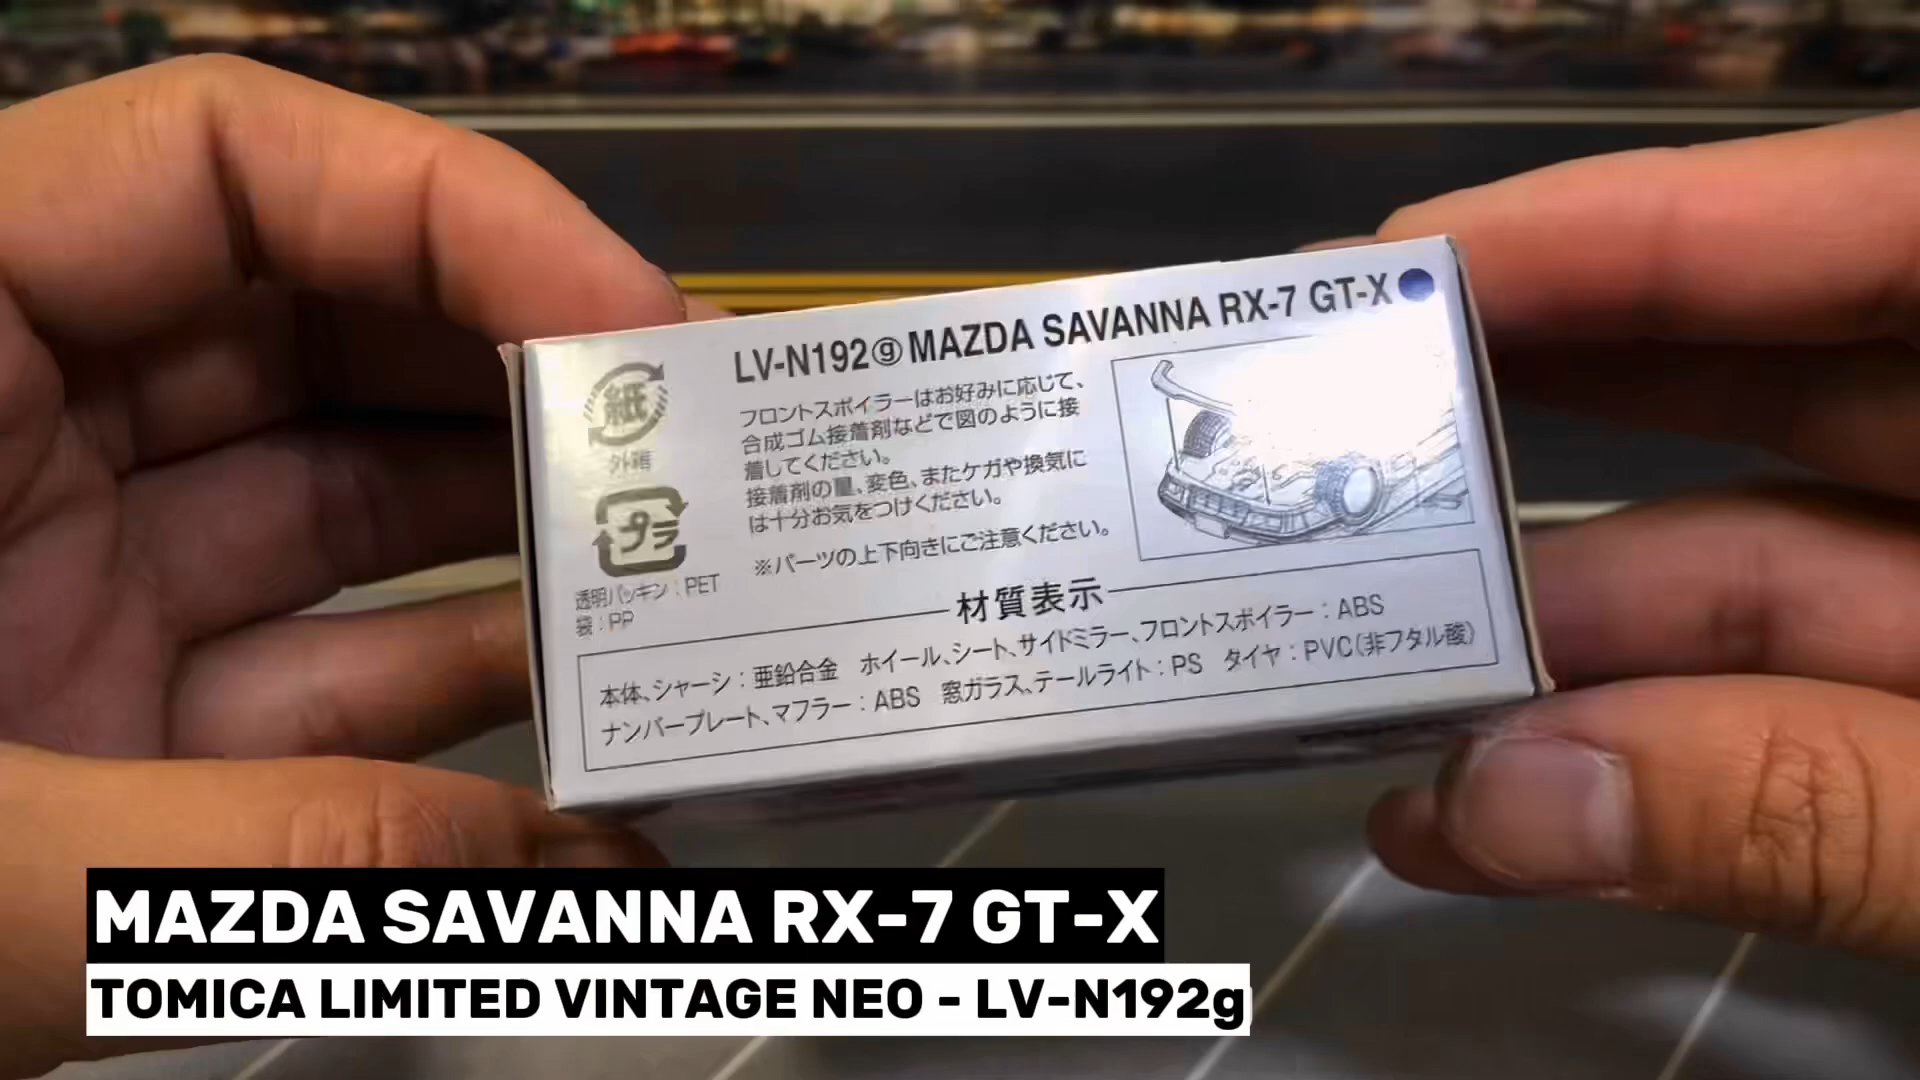 LV-N192ⓖMAZDA SAVANNA RX-7 GT-X
紙
外箱
プラ
透明パッキン：PET
袋：PP
フロントスポイラーはお好みに応じて、
合成ゴム接着剤などで図のように接
着してください。
接着剤の量、変色、またケガや換気に
は十分お気をつけください。
※パーツの上下向きにご注意ください。
材質表示
本体、シャーシ：亜鉛合金　ホイール、シート、サイドミラー、フロントスポイラー：ABS
ナンバープレート、マフラー：ABS　窓ガラス、テールライト：PS　タイヤ：PVC（非フタル酸）
MAZDA SAVANNA RX-7 GT-X
TOMICA LIMITED VINTAGE NEO - LV-N192g